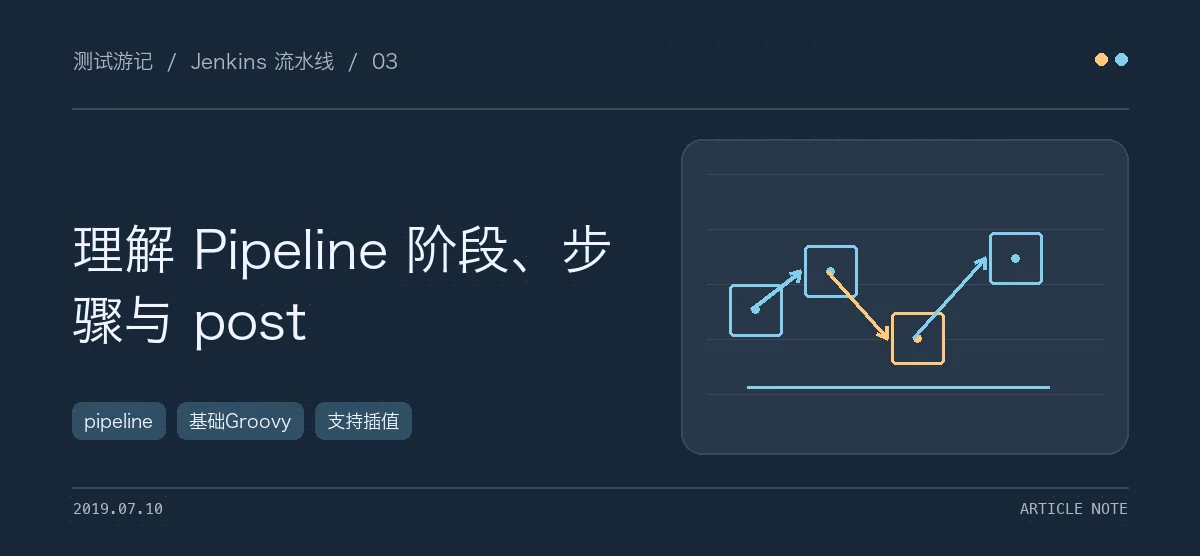 测试游记 / Jenkins 流水线 / 03
理解 Pipeline 阶段、步
骤与 post
pipeline 基础Groovy 支持插值
2019.07.10 ARTICLE NOTE